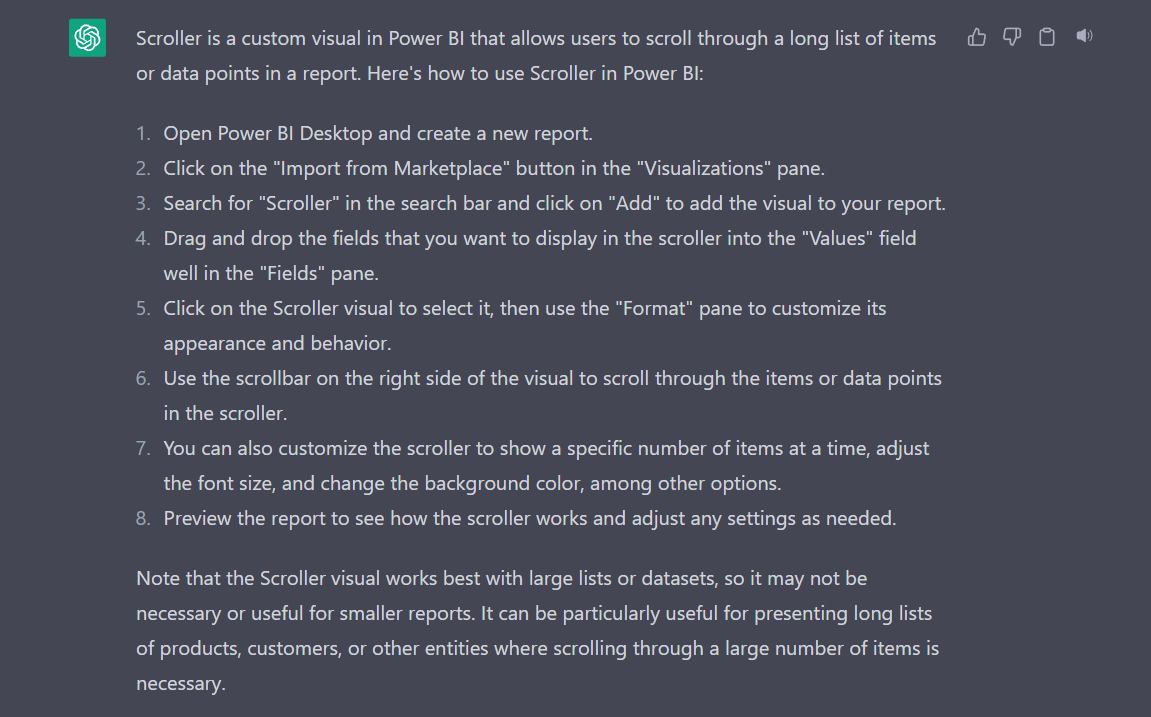 Scroller is a custom visual in Power BI that allows users to scroll through a long list of items
or data points in a report. Here's how to use Scroller in Power BI:
1. Open Power BI Desktop and create a new report.
2. Click on the "Import from Marketplace" button in the "Visualizations" pane.
3. Search for "Scroller" in the search bar and click on "Add" to add the visual to your report.
4. Drag and drop the fields that you want to display in the scroller into the "Values" field
well in the "Fields" pane.
5. Click on the Scroller visual to select it, then use the "Format" pane to customize its
appearance and behavior.
6. Use the scrollbar on the right side of the visual to scroll through the items or data points
in the scroller.
7. You can also customize the scroller to show a specific number of items at a time, adjust
the font size, and change the background color, among other options.
8. Preview the report to see how the scroller works and adjust any settings as needed.
Note that the Scroller visual works best with large lists or datasets, so it may not be
necessary or useful for smaller reports. It can be particularly useful for presenting long lists
of products, customers, or other entities where scrolling through a large number of items is
necessary.